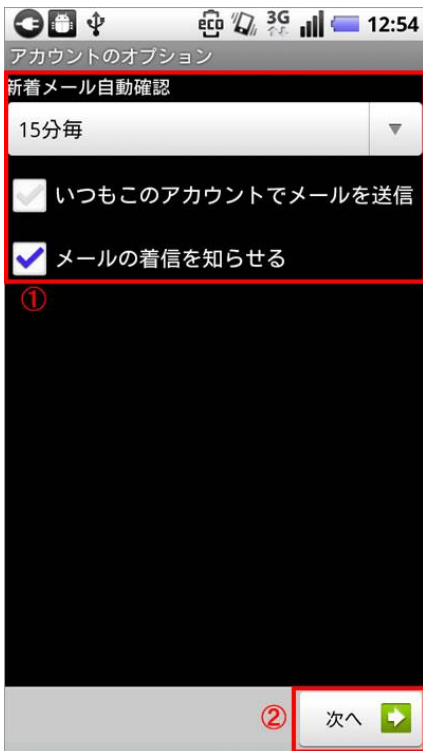 eco 3G 12:54
アカウントのオプション
新着メール自動確認
15分毎
いつもこのアカウントでメールを送信
メールの着信を知らせる
①
② 次へ